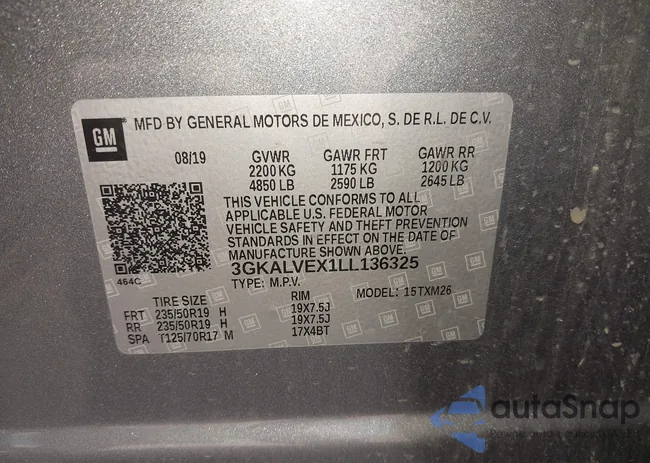 GM
MFD BY GENERAL MOTORS DE MEXICO, S. DE R.L. DE C.V.
08/19 GVWR GAWR FRT GAWR RR
2200 KG 1175 KG 1200 KG
4850 LB 2590 LB 2645 LB
THIS VEHICLE CONFORMS TO ALL
APPLICABLE U.S. FEDERAL MOTOR
VEHICLE SAFETY AND THEFT PREVENTION
STANDARDS IN EFFECT ON THE DATE OF
MANUFACTURE SHOWN ABOVE.
464C 3GKALVEX1LL136325
TYPE: M.P.V. MODEL: 15TXM26
TIRE SIZE RIM
FRT 235/50R19 H 19X7.5J
RR 235/50R19 H 19X7.5J
SPA T125/70R17 M 17X4BT
autaSnap